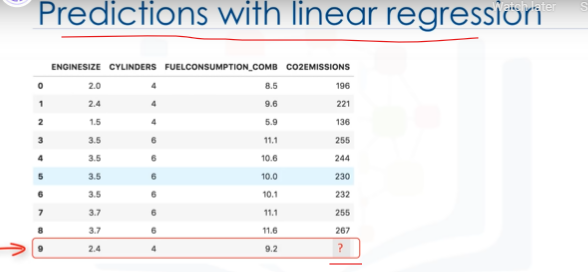 Predictions with linear regression
Watch later
S
ENGINESIZE CYLINDERS FUELCONSUMPTION_COMB CO2EMISSIONS
0 2.0 4 8.5 196
1 2.4 4 9.6 221
2 1.5 4 5.9 136
3 3.5 6 11.1 255
4 3.5 6 10.6 244
5 3.5 6 10.0 230
6 3.5 6 10.1 232
7 3.7 6 11.1 255
8 3.7 6 11.6 267
9 2.4 4 9.2 ?